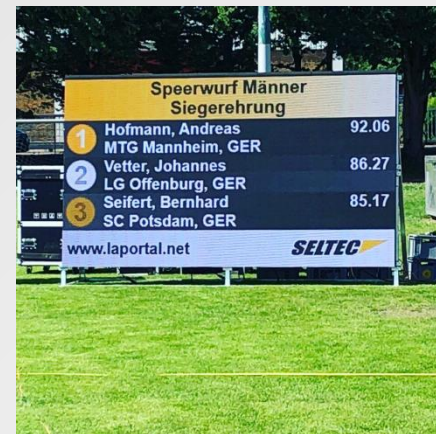 Speerwurf Männer
Siegerehrung
1 Hofmann, Andreas 92.06
MTG Mannheim, GER
2 Vetter, Johannes 86.27
LG Offenburg, GER
3 Seifert, Bernhard 85.17
SC Potsdam, GER
www.laportal.net SELTEC